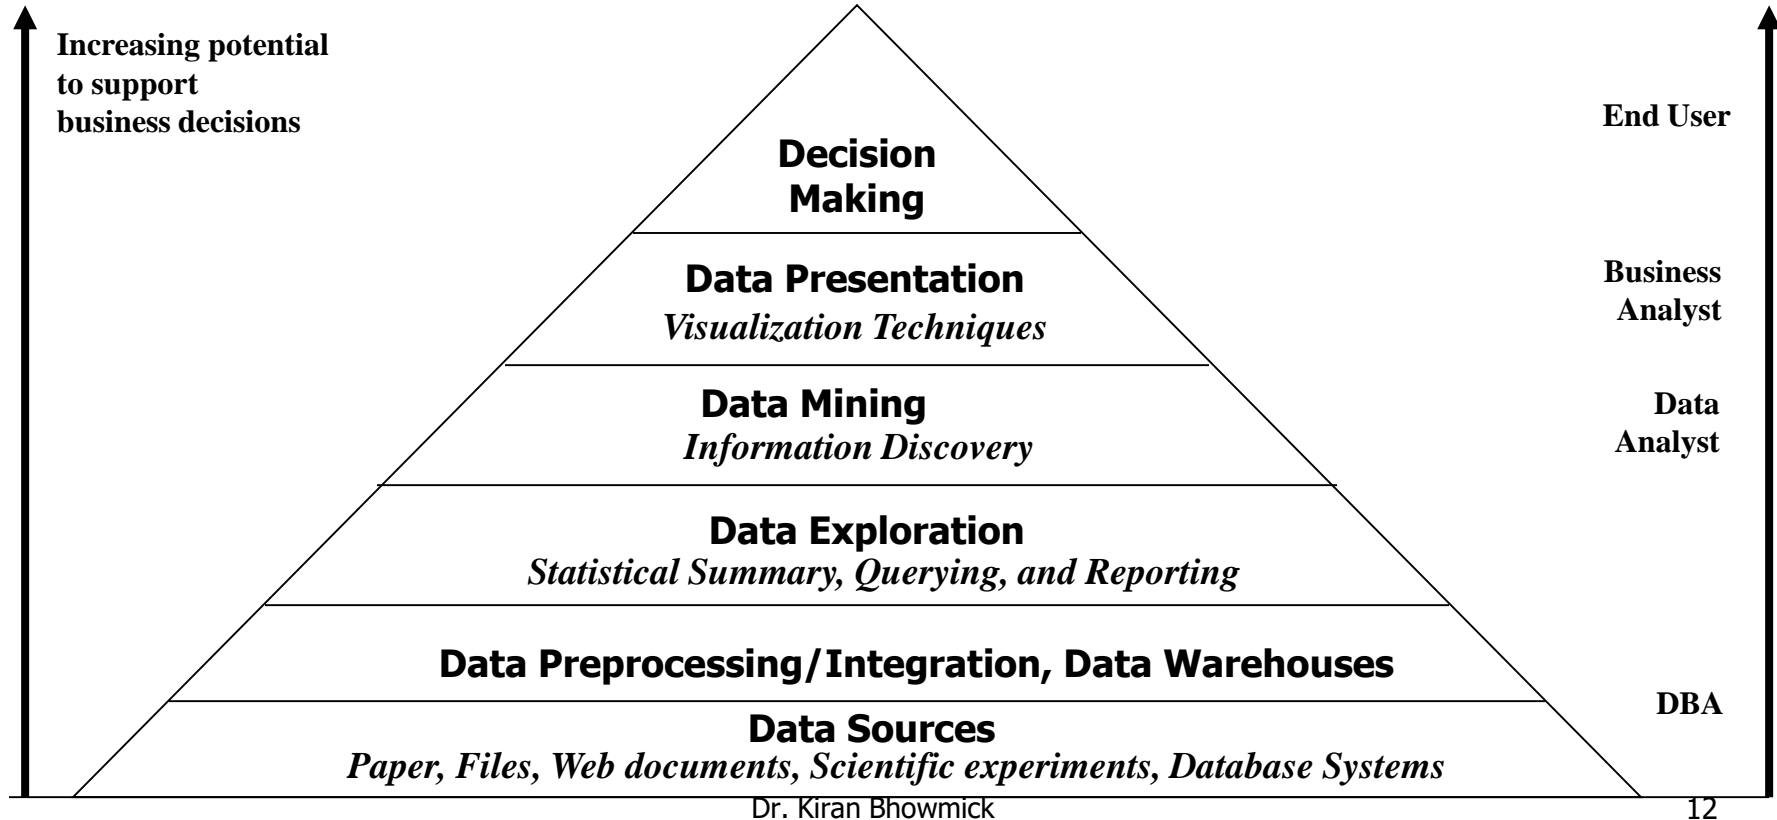 Increasing potential
to support
business decisions
End User
Decision
Making
Data Presentation
Visualization Techniques
Business
Analyst
Data Mining
Information Discovery
Data
Analyst
Data Exploration
Statistical Summary, Querying, and Reporting
Data Preprocessing/Integration, Data Warehouses
DBA
Data Sources
Paper, Files, Web documents, Scientific experiments, Database Systems
Dr. Kiran Bhowmick
12